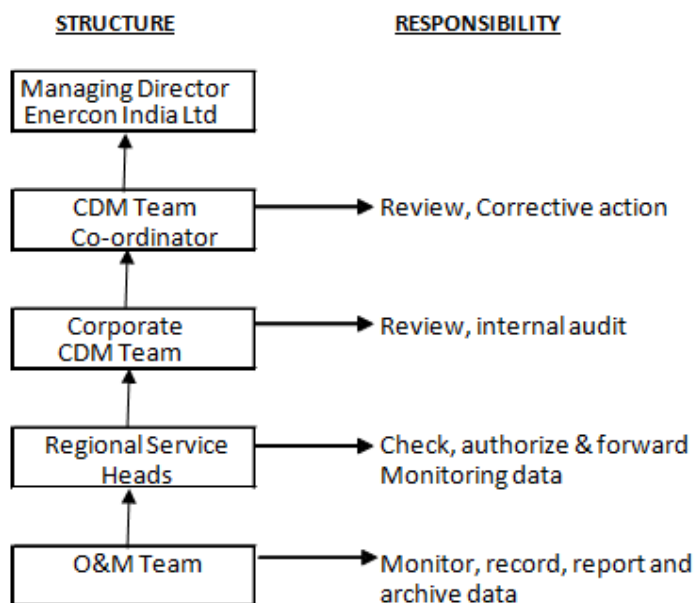 STRUCTURE RESPONSIBILITY
Managing Director
Enercon India Ltd
CDM Team
Co-ordinator
Review, Corrective action
Corporate
CDM Team
Review, internal audit
Regional Service
Heads
Check, authorize & forward
Monitoring data
O&M Team
Monitor, record, report and
archive data